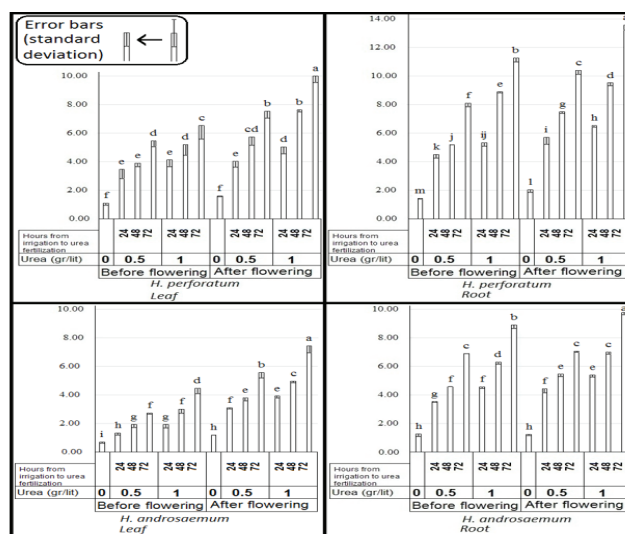 Error bars
(standard
deviation)
10.00
8.00
6.00
4.00
2.00
0.00
f e e d e d c f e cd b d b a
Hours from
irrigation to urea
fertilization
24 48 72 24 48 72 24 48 72 24 48 72
Urea (gr/lit) 0 0.5 1 0 0.5 1
Before flowering After flowering
H. perforatum
Leaf
14.00
12.00
10.00
8.00
6.00
4.00
2.00
0.00
m k j f ij e b l i g c h d
Hours from
irrigation to urea
fertilization
24 48 72 24 48 72 24 48 72 24 48 72
Urea (gr/lit) 0 0.5 1 0 0.5 1
Before flowering After flowering
H. perforatum
Root
10.00
8.00
6.00
4.00
2.00
0.00
i h g f g f d h f e b e c a
Hours from
irrigation to urea
fertilization
24 48 72 24 48 72 24 48 72 24 48 72
Urea (gr/lit) 0 0.5 1 0 0.5 1
Before flowering After flowering
H. androsaemum
Leaf
10.00
8.00
6.00
4.00
2.00
0.00
h g f c f d b h f e c e c
Hours from
irrigation to urea
fertilization
24 48 72 24 48 72 24 48 72 24 48 72
Urea (gr/lit) 0 0.5 1 0 0.5 1
Before flowering After flowering
H. androsaemum
Root